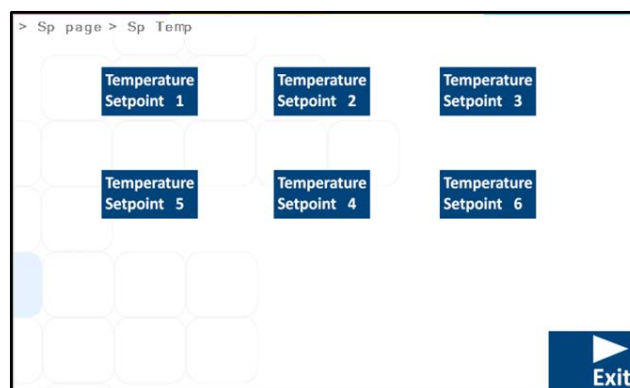 > Sp page > Sp Temp
Temperature
Setpoint 1
Temperature
Setpoint 2
Temperature
Setpoint 3
Temperature
Setpoint 5
Temperature
Setpoint 4
Temperature
Setpoint 6
Exit